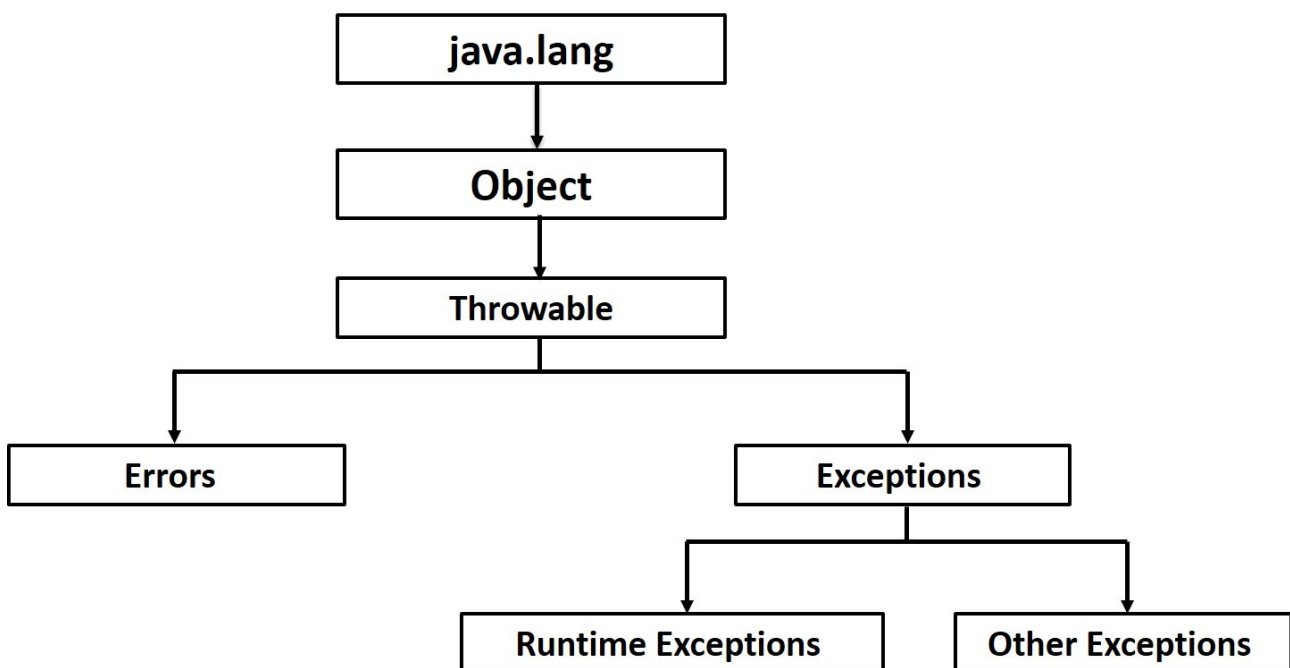 java.lang
Object
Throwable
Errors
Exceptions
Runtime Exceptions
Other Exceptions